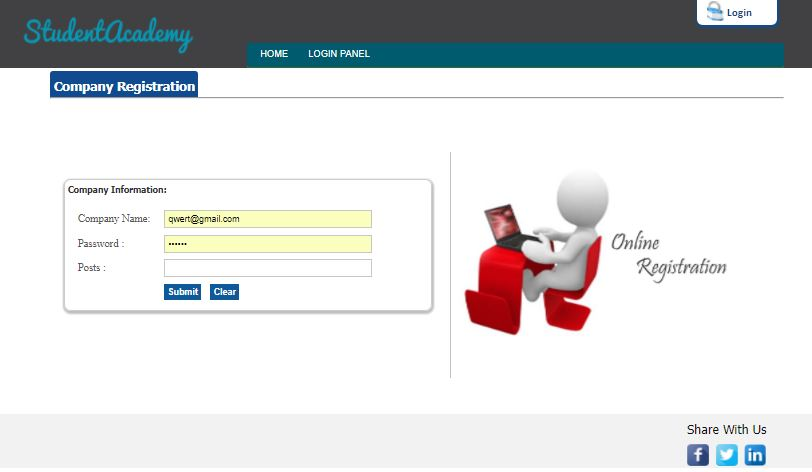 StudentAcademy
Login
HOME LOGIN PANEL
Company Registration
Company Information:
Company Name: qwert@gmail.com
Password : ••••••
Posts :
Submit Clear
Online
Registration
Share With Us